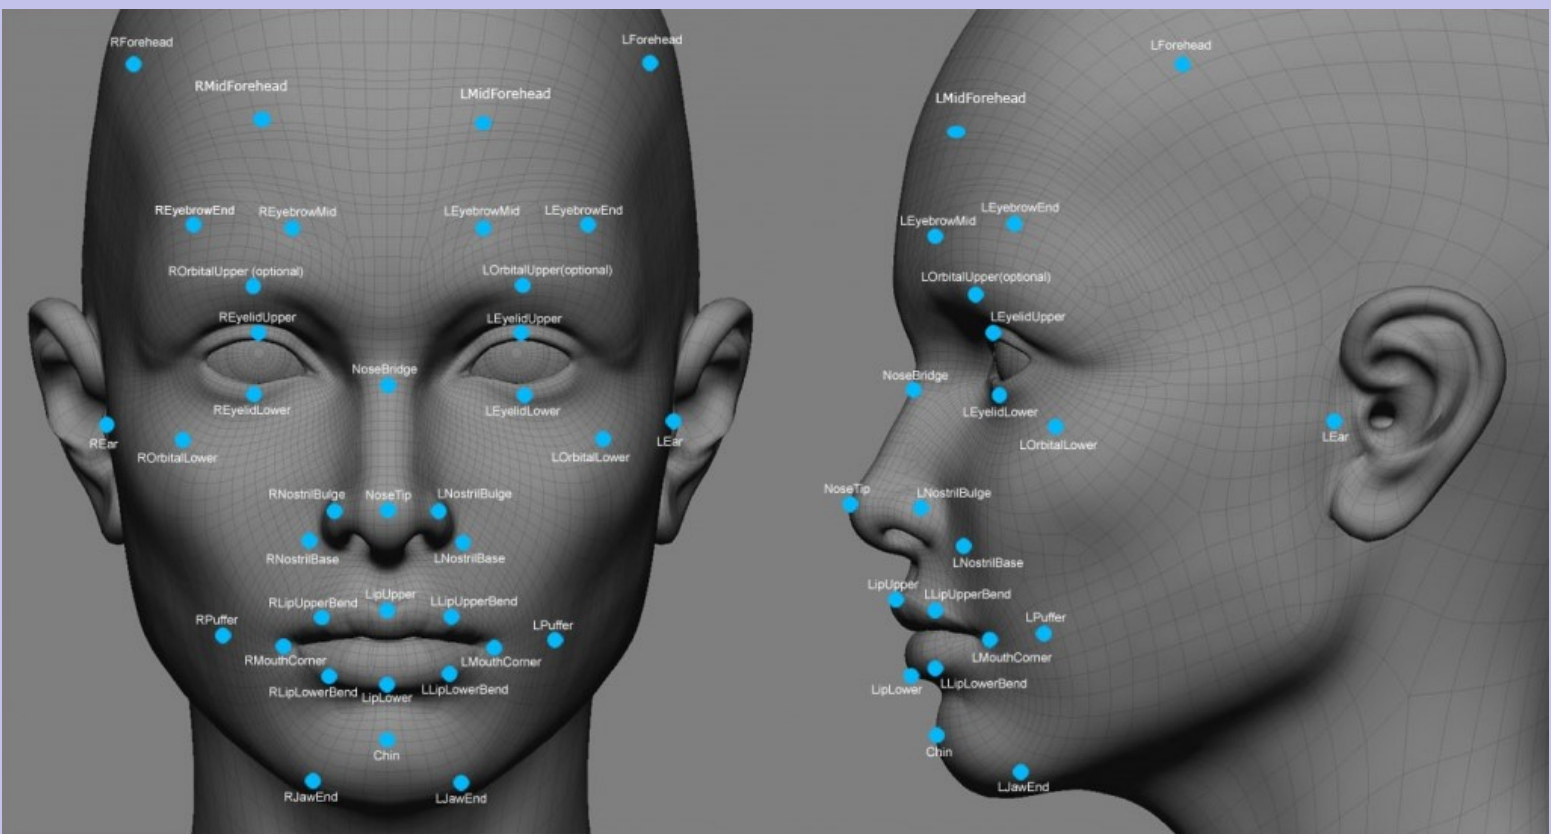 RForehead
LForehead
RMidForehead
LMidForehead
REyebrowEnd
REyebrowMid
LEyebrowMid
LEyebrowEnd
ROrbitalUpper (optional)
LOrbitalUpper(optional)
REyelidUpper
LEyelidUpper
NoseBridge
REyelidLower
LEyelidLower
REar
LEar
ROrbitalLower
LOrbitalLower
RNostrilBulge
NoseTip
LNostrilBulge
RNostrilBase
LNostrilBase
LipUpper
RLipUpperBend
LLipUpperBend
RPuffer
LPuffer
RMouthCorner
LMouthCorner
RLipLowerBend
LipLower
LLipLowerBend
Chin
RJawEnd
LJawEnd
LForehead
LMidForehead
LEyebrowEnd
LEyebrowMid
LOrbitalUpper(optional)
LEyelidUpper
NoseBridge
LEyelidLower
LOrbitalLower
LEar
NoseTip
LNostrilBulge
LNostrilBase
LipUpper
LLipUpperBend
LPuffer
LMouthCorner
LipLower
LLipLowerBend
Chin
LJawEnd